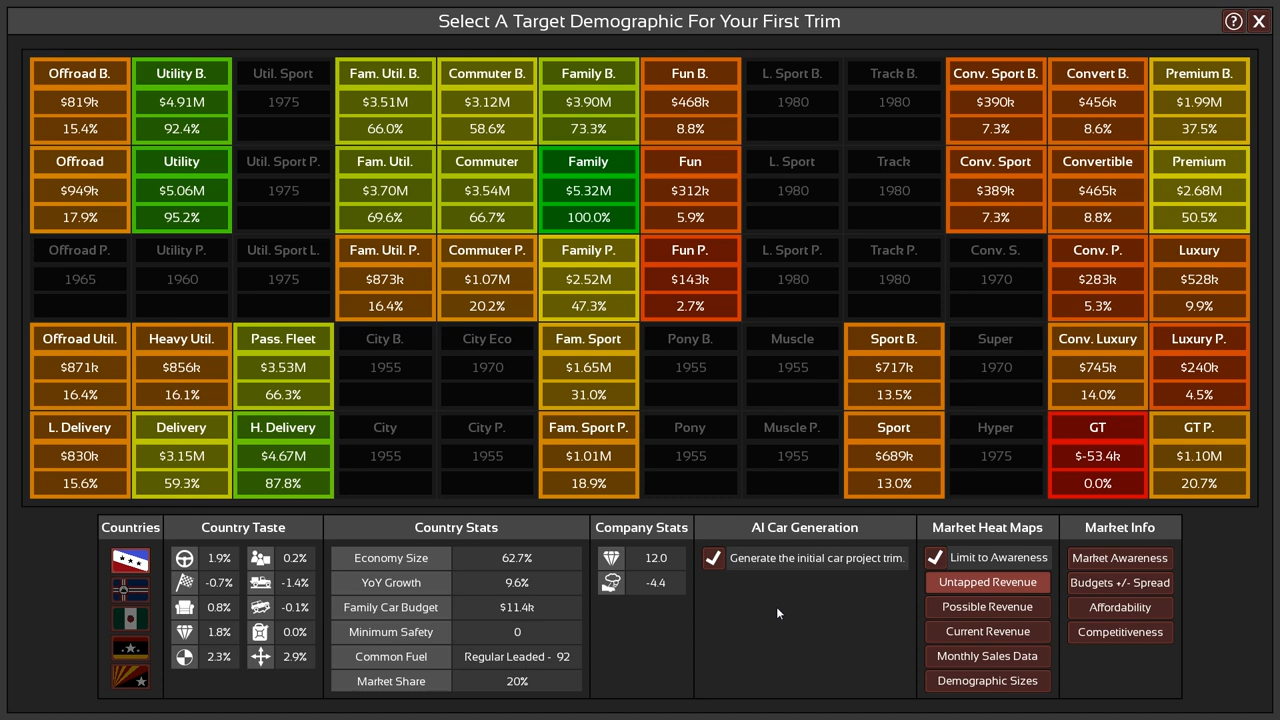 Select A Target Demographic For Your First Trim
Offroad B. Utility B. Util. Sport Fam. Util. B. Commuter B. Family B. Fun B. L. Sport B. Track B. Conv. Sport B. Convert B. Premium B.
$819k $4.91M 1975 $3.51M $3.12M $3.90M $468k 1980 1980 $390k $456k $1.99M
15.4% 92.4% 66.0% 58.6% 73.3% 8.8% 7.3% 8.6% 37.5%
Offroad Utility Util. Sport P. Fam. Util. Commuter Family Fun L. Sport Track Conv. Sport Convertible Premium
$949k $5.06M 1975 $3.70M $3.54M $5.32M $312k 1980 1980 $389k $465k $2.68M
17.9% 95.2% 69.6% 66.7% 100.0% 5.9% 7.3% 8.8% 50.5%
Offroad P. Utility P. Util. Sport L. Fam. Util. P. Commuter P. Family P. Fun P. L. Sport P. Track P. Conv. S. Conv. P. Luxury
1965 1960 1975 $873k $1.07M $2.52M $143k 1980 1980 1970 $283k $528k
16.4% 20.2% 47.3% 2.7% 5.3% 9.9%
Offroad Util. Heavy Util. Pass. Fleet City B. City Eco Fam. Sport Pony B. Muscle Sport B. Super Conv. Luxury Luxury P.
$871k $856k $3.53M 1955 1970 $1.65M 1955 1955 $717k 1970 $745k $240k
16.4% 16.1% 66.3% 31.0% 13.5% 14.0% 4.5%
L. Delivery Delivery H. Delivery City City P. Fam. Sport P. Pony Muscle P. Sport Hyper GT GT P.
$830k $3.15M $4.67M 1955 1955 $1.01M 1955 1955 $689k 1975 $-53.4k $1.10M
15.6% 59.3% 87.8% 18.9% 13.0% 0.0% 20.7%
Countries Country Taste Country Stats Company Stats AI Car Generation Market Heat Maps Market Info
1.9% 0.2% Economy Size 62.7% 12.0 Generate the initial car project trim. Limit to Awareness Market Awareness
-0.7% -1.4% YoY Growth 9.6% -4.4 Untapped Revenue Budgets +/- Spread
0.8% -0.1% Family Car Budget $11.4k Possible Revenue Affordability
1.8% 0.0% Minimum Safety 0 Current Revenue Competitiveness
2.3% 2.9% Common Fuel Regular Leaded - 92 Monthly Sales Data
Market Share 20% Demographic Sizes